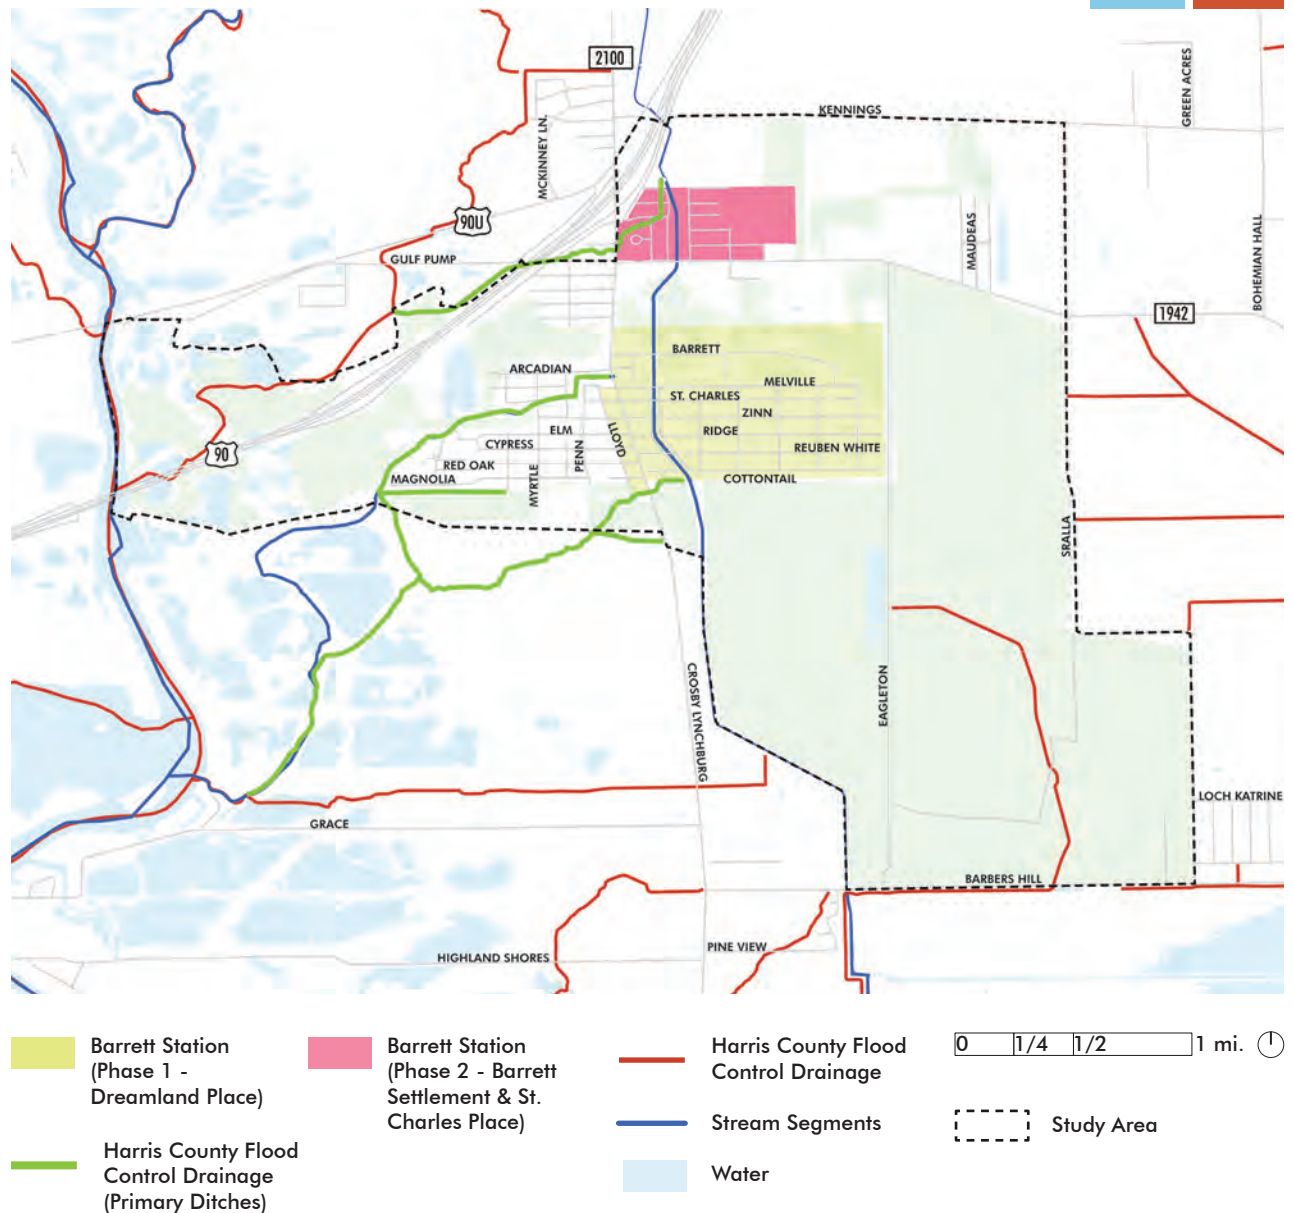 2100
KENNINGS
GREEN ACRES
MCKINNEY LN.
90U
GULF PUMP
MAUDEAS
BOHEMIAN HALL
1942
BARRETT
ARCADIAN
MELVILLE
ST. CHARLES
ZINN
ELM
LLOYD
RIDGE
CYPRESS
PENN
REUBEN WHITE
90
RED OAK
MAGNOLIA
MYRTLE
COTTONTAIL
SRALLA
CROSBY LYNCHBURG
EAGLETON
LOCH KATRINE
GRACE
BARBERS HILL
PINE VIEW
HIGHLAND SHORES
Barrett Station
(Phase 1 -
Dreamland Place)
Harris County Flood
Control Drainage
(Primary Ditches)
Barrett Station
(Phase 2 - Barrett
Settlement & St.
Charles Place)
Harris County Flood
Control Drainage
Stream Segments
Water
0 1/4 1/2 1 mi.
Study Area